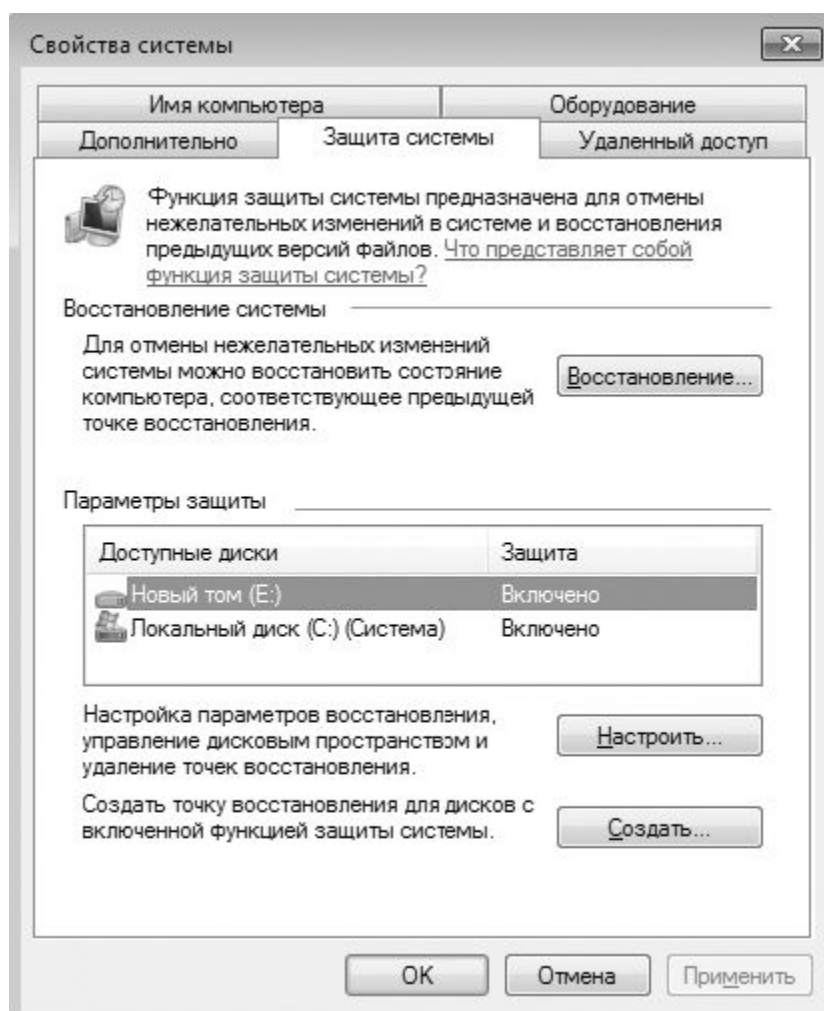 Свойства системы
Имя компьютера
Оборудование
Дополнительно
Защита системы
Удаленный доступ
Функция защиты системы предназначена для отмены
нежелательных изменений в системе и восстановления
предыдущих версий файлов. Что представляет собой
функция защиты системы?
Восстановление системы
Для отмены нежелательных изменений
системы можно восстановить состояние
компьютера, соответствующее предыдущей
точке восстановления.
Восстановление...
Параметры защиты
Доступные диски
Защита
Новый том (E:)
Включено
Локальный диск (C:) (Система)
Включено
Настройка параметров восстановления,
управление дисковым пространством и
удаление точек восстановления.
Настроить...
Создать точку восстановления для дисков с
включенной функцией защиты системы.
Создать...
OK
Отмена
Применить